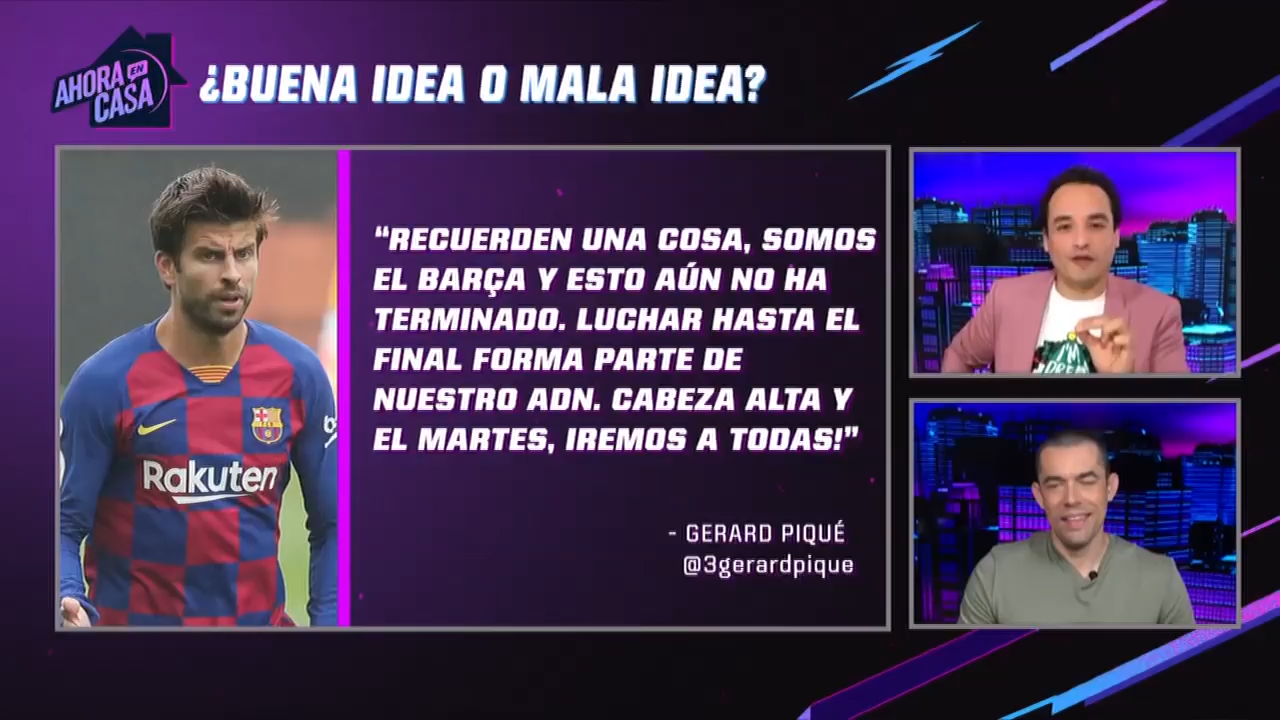 AHORA EN CASA
¿BUENA IDEA O MALA IDEA?
“RECUERDEN UNA COSA, SOMOS
EL BARÇA Y ESTO AÚN NO HA
TERMINADO. LUCHAR HASTA EL
FINAL FORMA PARTE DE
NUESTRO ADN. CABEZA ALTA Y
EL MARTES, IREMOS A TODAS!”
- GERARD PIQUÉ
@3gerardpique
Rakuten